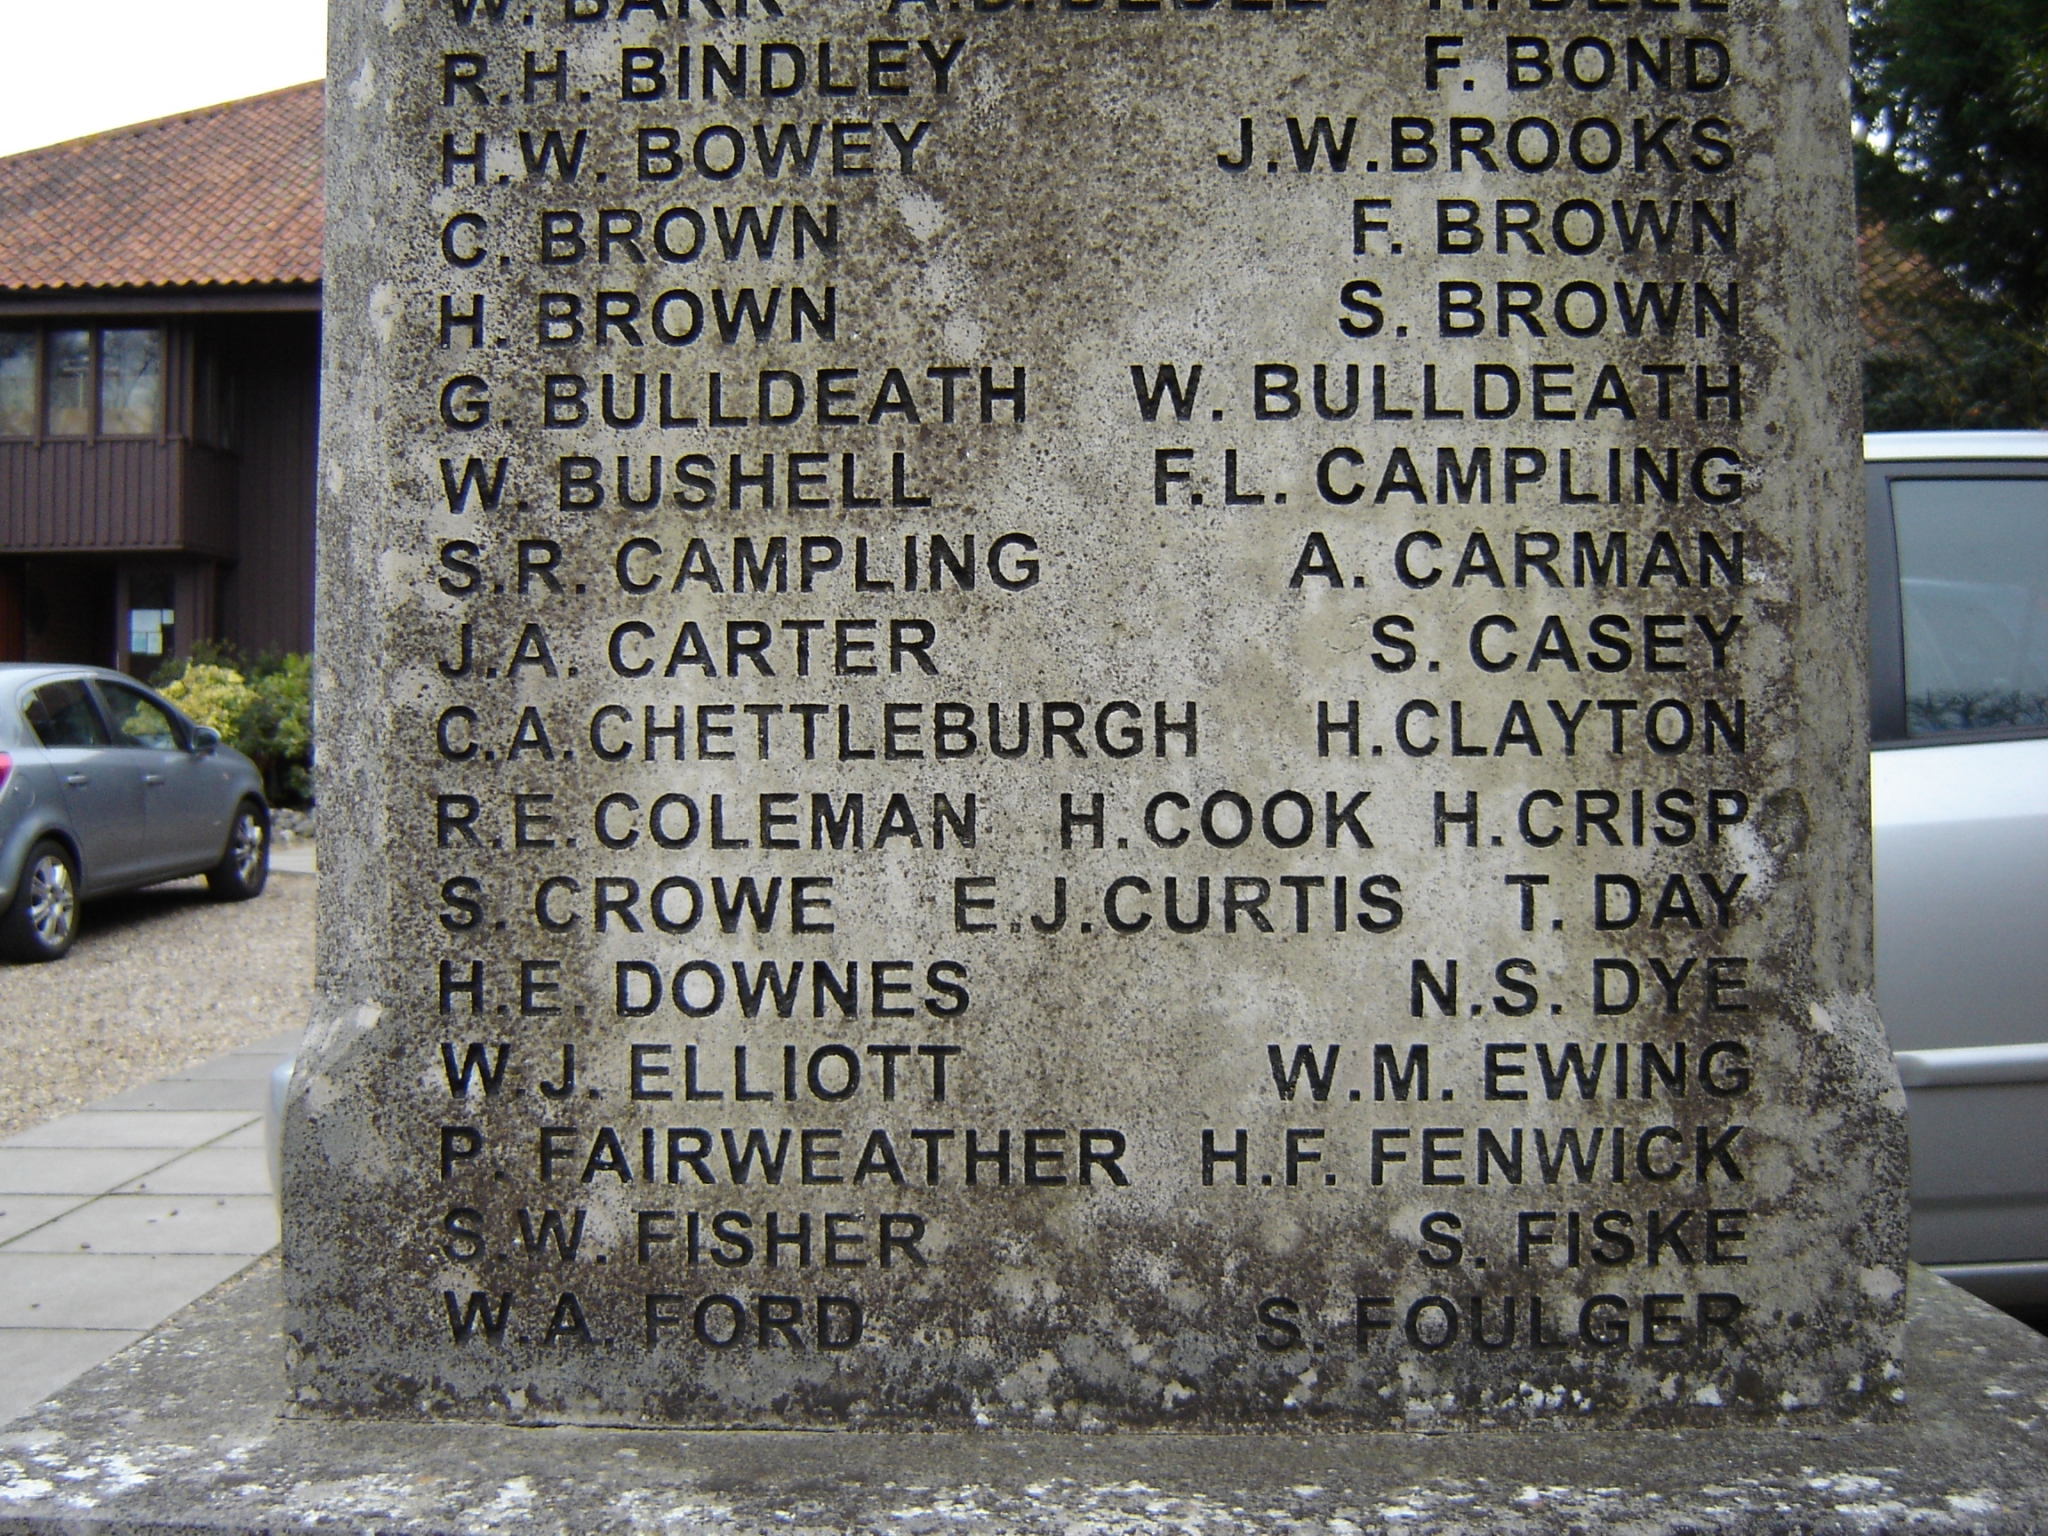 W. BARR
R.H. BINDLEY F. BOND
H.W. BOWEY J.W. BROOKS
C. BROWN F. BROWN
H. BROWN S. BROWN
G. BULLDEATH W. BULLDEATH
W. BUSHELL F.L. CAMPLING
S.R. CAMPLING A. CARMAN
J.A. CARTER S. CASEY
C.A. CHETTLEBURGH H. CLAYTON
R.E. COLEMAN H. COOK H. CRISP
S. CROWE E.J. CURTIS T. DAY
H.E. DOWNES N.S. DYE
W.J. ELLIOTT W.M. EWING
P. FAIRWEATHER H.F. FENWICK
S.W. FISHER S. FISKE
W.A. FORD S. FOULGER